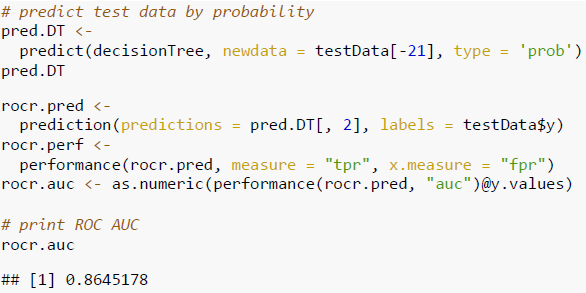 # predict test data by probability
pred.DT <-
  predict(decisionTree, newdata = testData[-21], type = 'prob')
pred.DT
rocr.pred <-
  prediction(predictions = pred.DT[, 2], labels = testData$y)
rocr.perf <-
  performance(rocr.pred, measure = "tpr", x.measure = "fpr")
rocr.auc <- as.numeric(performance(rocr.pred, "auc")@y.values)
# print ROC AUC
rocr.auc
## [1] 0.8645178